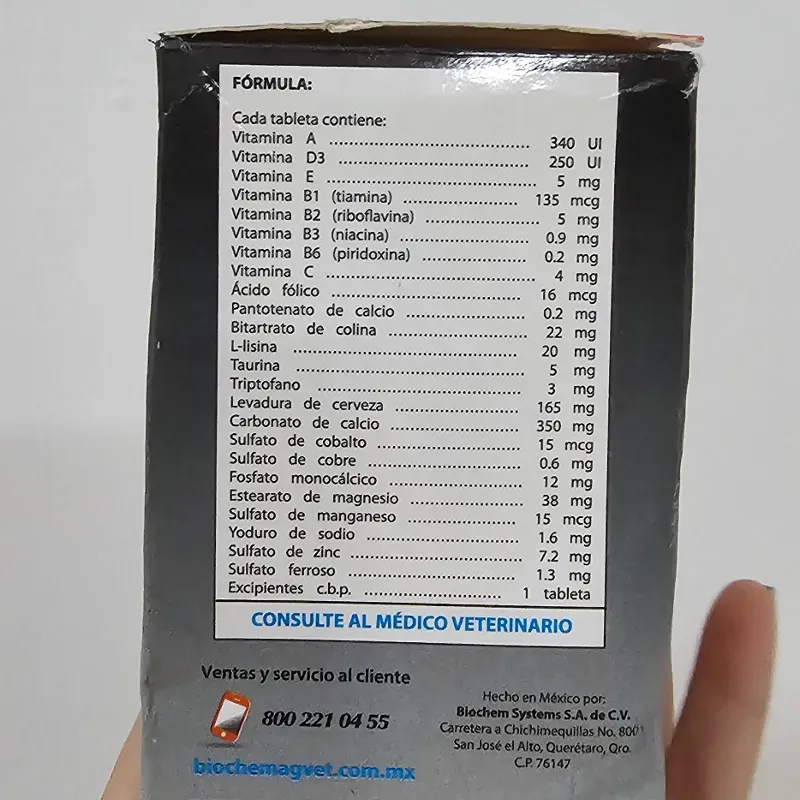 FÓRMULA:
Cada tableta contiene:
Vitamina A ........................................ 340 UI
Vitamina D3 ...................................... 250 UI
Vitamina E ........................................ 5 mg
Vitamina B1 (tiamina) ........................ 135 mcg
Vitamina B2 (riboflavina) .................... 5 mg
Vitamina B3 (niacina) ........................ 0.9 mg
Vitamina B6 (piridoxina) .................... 0.2 mg
Vitamina C ........................................ 4 mg
Ácido fólico ...................................... 16 mcg
Pantotenato de calcio ........................ 0.2 mg
Bitartrato de colina .......................... 22 mg
L-lisina ............................................ 20 mg
Taurina ............................................ 5 mg
Triptofano ........................................ 3 mg
Levadura de cerveza .......................... 165 mg
Carbonato de calcio .......................... 350 mg
Sulfato de cobalto ............................ 15 mcg
Sulfato de cobre .............................. 0.6 mg
Fosfato monocálcico .......................... 12 mg
Estearato de magnesio ........................ 38 mg
Sulfato de manganeso ........................ 15 mcg
Yoduro de sodio ................................ 1.6 mg
Sulfato de zinc ................................ 7.2 mg
Sulfato ferroso ................................ 1.3 mg
Excipientes c.b.p. ............................ 1 tableta
CONSULTE AL MÉDICO VETERINARIO
Ventas y servicio al cliente
800 221 04 55
biochemagvet.com.mx
Hecho en México por:
Biochem Systems S.A. de C.V.
Carretera a Chichimequillas No.
San José el Alto, Querétaro, Qro.
C.P. 76147